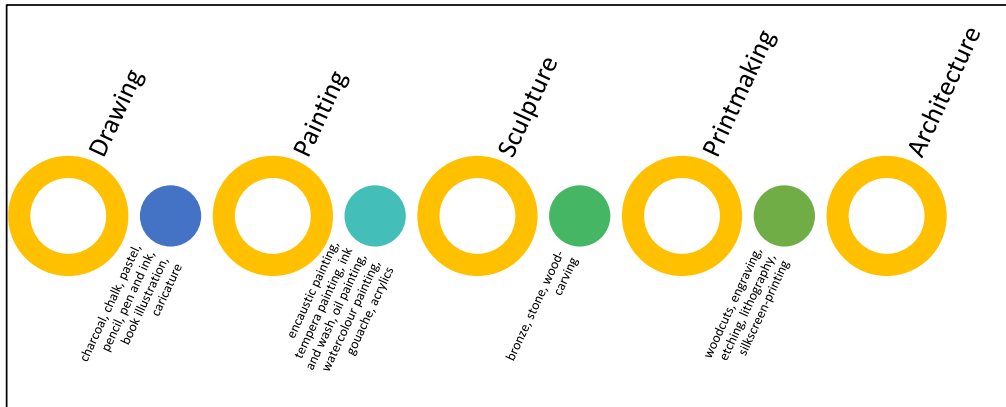 Drawing
charcoal, chalk, pastel,
pencil, pen and ink,
book illustration,
caricature
Painting
encaustic painting,
tempera painting, ink
and wash, oil painting,
watercolour painting,
gouache, acrylics
Sculpture
bronze, stone, wood-
carving
Printmaking
woodcuts, engraving,
etching, lithography,
silkscreen-printing
Architecture